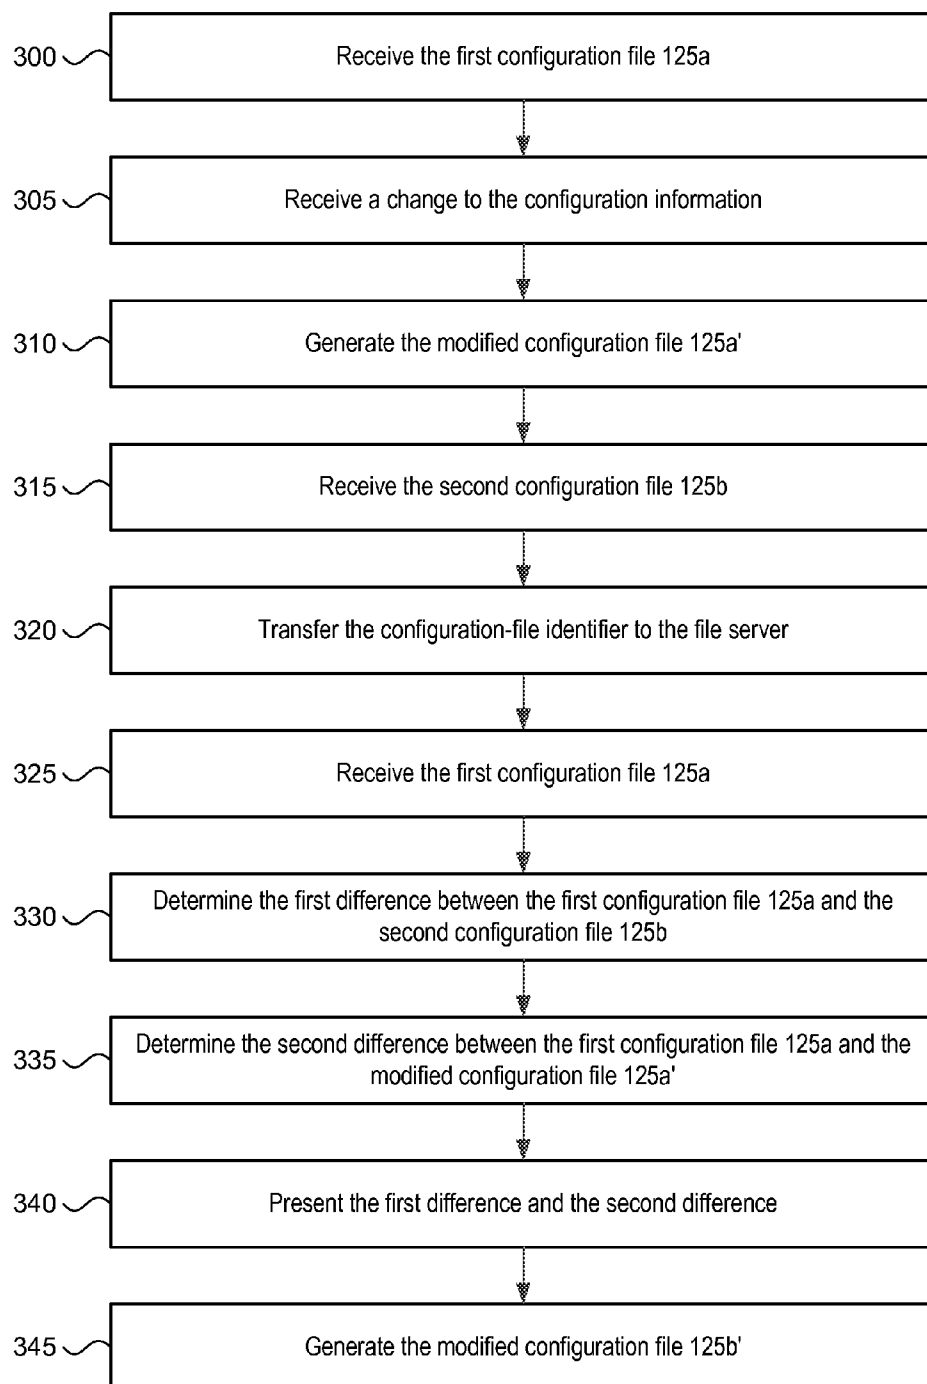 300 Receive the first configuration file 125a
305 Receive a change to the configuration information
310 Generate the modified configuration file 125a'
315 Receive the second configuration file 125b
320 Transfer the configuration-file identifier to the file server
325 Receive the first configuration file 125a
330 Determine the first difference between the first configuration file 125a and the
second configuration file 125b
335 Determine the second difference between the first configuration file 125a and the
modified configuration file 125a'
340 Present the first difference and the second difference
345 Generate the modified configuration file 125b'